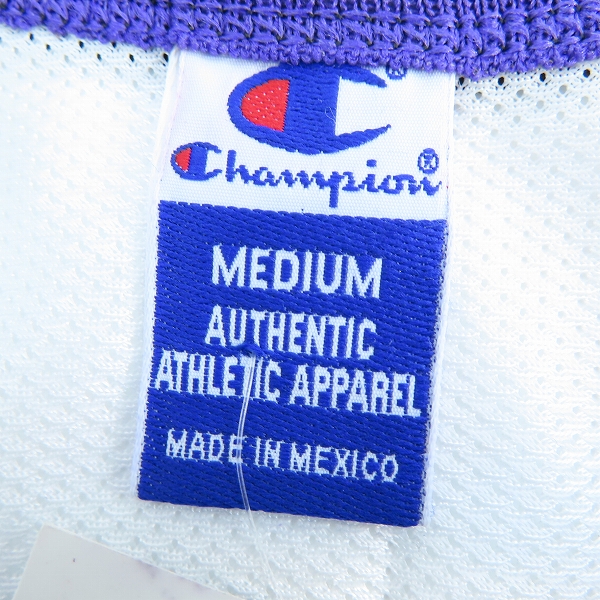 Champion®
MEDIUM
AUTHENTIC
ATHLETIC APPAREL
MADE IN MEXICO